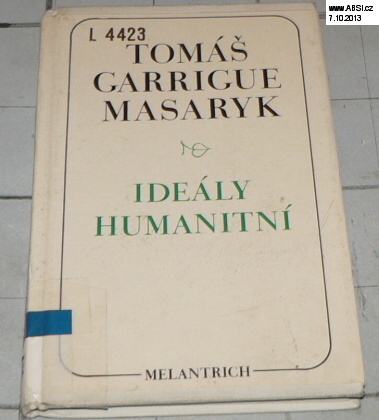 www.ABSI.cz
7.10.2013
L 4423
TOMÁŠ
GARRIGUE
MASARYK
IDEÁLY
HUMANITNÍ
MELANTRICH